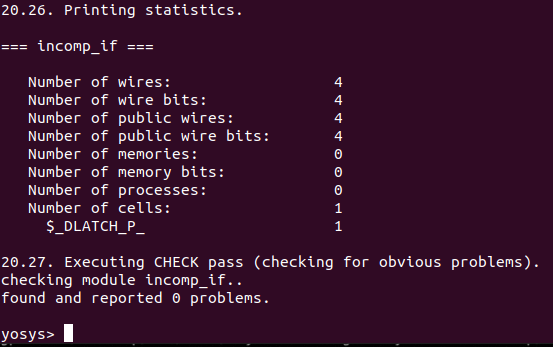 20.26. Printing statistics.
=== incomp_if ===
Number of wires: 4
Number of wire bits: 4
Number of public wires: 4
Number of public wire bits: 4
Number of memories: 0
Number of memory bits: 0
Number of processes: 0
Number of cells: 1
$_DLATCH_P_ 1
20.27. Executing CHECK pass (checking for obvious problems).
checking module incomp_if..
found and reported 0 problems.
yosys>